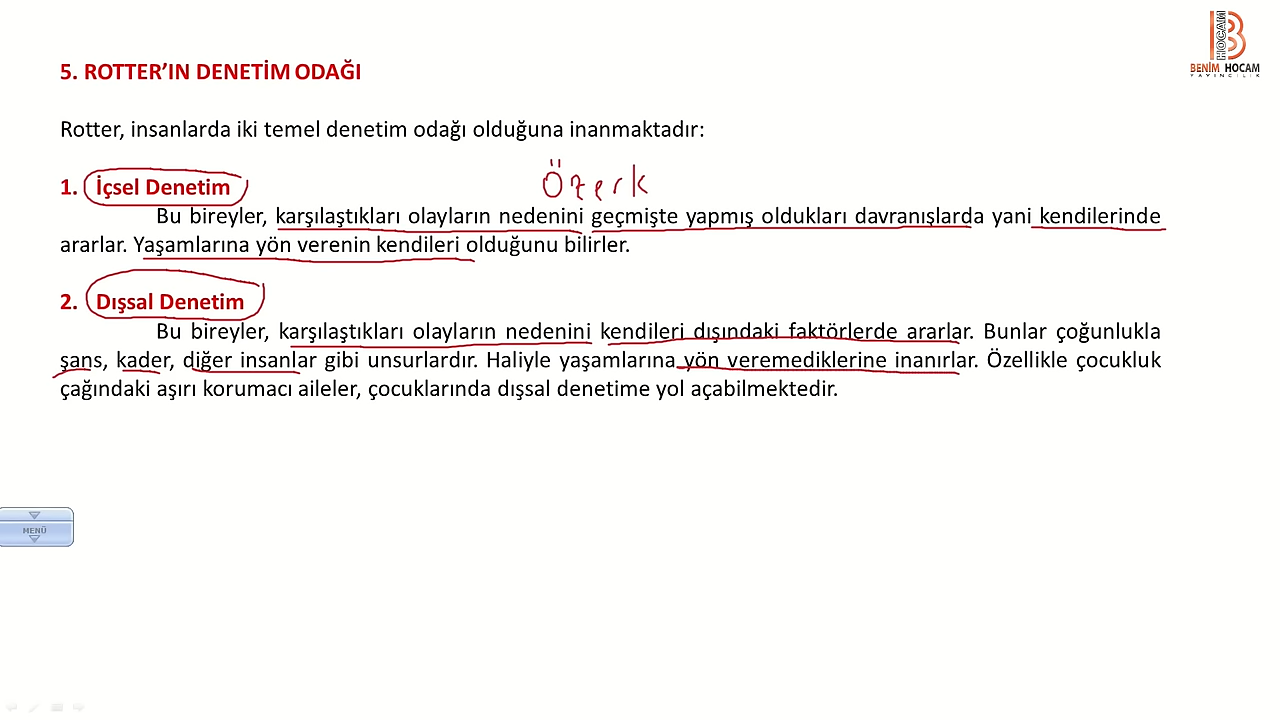 HOCAM
BENİM HOCAM
YAYINCILIK
5. ROTTER’IN DENETİM ODAĞI
Rotter, insanlarda iki temel denetim odağı olduğuna inanmaktadır:
Özerk
1. İçsel Denetim
Bu bireyler, karşılaştıkları olayların nedenini geçmişte yapmış oldukları davranışlarda yani kendilerinde
ararlar. Yaşamlarına yön verenin kendileri olduğunu bilirler.
2. Dışsal Denetim
Bu bireyler, karşılaştıkları olayların nedenini kendileri dışındaki faktörlerde ararlar. Bunlar çoğunlukla
şans, kader, diğer insanlar gibi unsurlardır. Haliyle yaşamlarına yön veremediklerine inanırlar. Özellikle çocukluk
çağındaki aşırı korumacı aileler, çocuklarında dışsal denetime yol açabilmektedir.
MENÜ